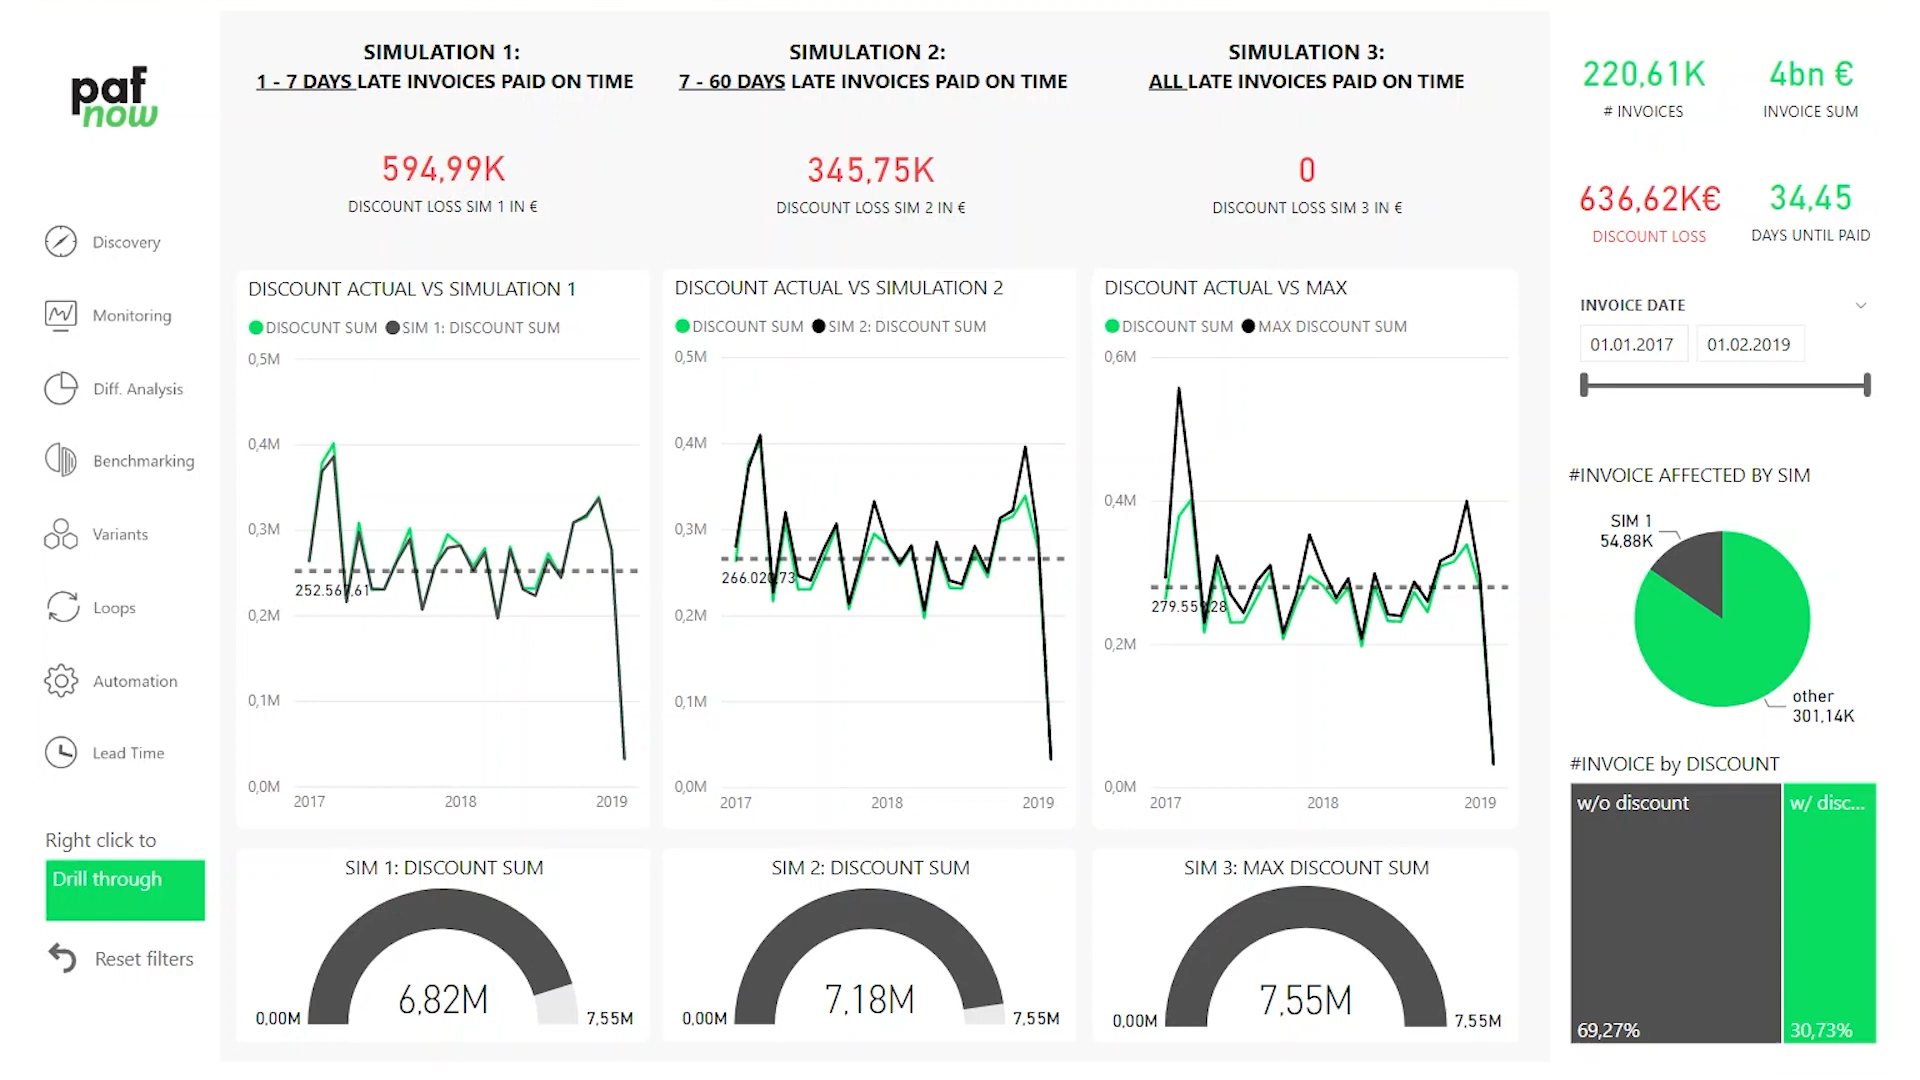 paf
now
Discovery
Monitoring
Diff. Analysis
Benchmarking
Variants
Loops
Automation
Lead Time
Right click to
Drill through
Reset filters
SIMULATION 1:
1 - 7 DAYS LATE INVOICES PAID ON TIME
594,99K
DISCOUNT LOSS SIM 1 IN €
DISCOUNT ACTUAL VS SIMULATION 1
DISOCUNT SUM SIM 1: DISCOUNT SUM
0,5M
0,4M
0,3M
252.567,61
0,2M
0,1M
0,0M
2017 2018 2019
SIM 1: DISCOUNT SUM
6,82M
0,00M 7,55M
SIMULATION 2:
7 - 60 DAYS LATE INVOICES PAID ON TIME
345,75K
DISCOUNT LOSS SIM 2 IN €
DISCOUNT ACTUAL VS SIMULATION 2
DISCOUNT SUM SIM 2: DISCOUNT SUM
0,5M
0,4M
0,3M
266.020,73
0,2M
0,1M
0,0M
2017 2018 2019
SIM 2: DISCOUNT SUM
7,18M
0,00M 7,55M
SIMULATION 3:
ALL LATE INVOICES PAID ON TIME
0
DISCOUNT LOSS SIM 3 IN €
DISCOUNT ACTUAL VS MAX
DISCOUNT SUM MAX DISCOUNT SUM
0,6M
0,4M
0,2M
0,0M
2017 2018 2019
SIM 3: MAX DISCOUNT SUM
7,55M
0,00M 7,55M
220,61K 4bn €
# INVOICES INVOICE SUM
636,62K€ 34,45
DISCOUNT LOSS DAYS UNTIL PAID
INVOICE DATE
01.01.2017 01.02.2019
#INVOICE AFFECTED BY SIM
SIM 1
54,88K
other
301,14K
#INVOICE by DISCOUNT
w/o discount w/ disc...
69,27% 30,73%